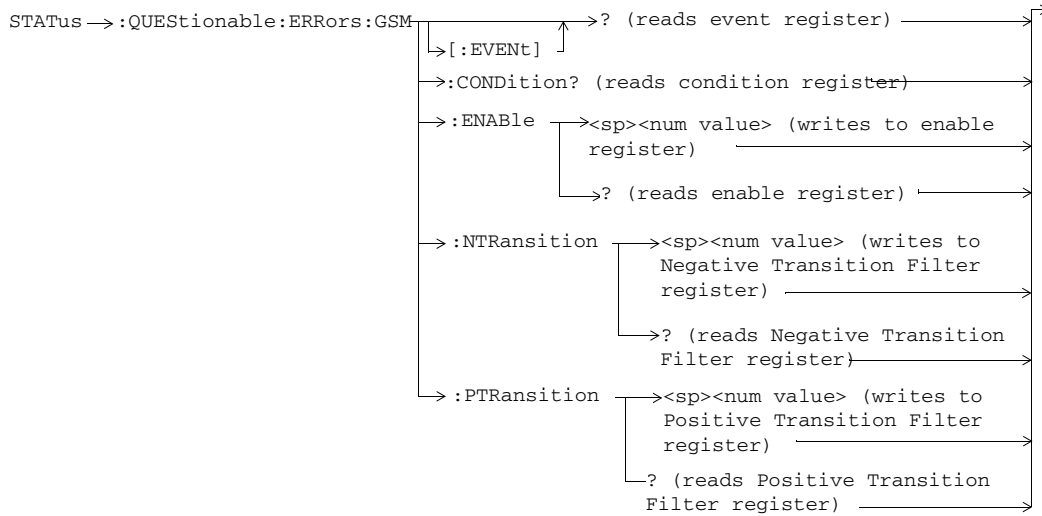 STATus :QUEStionable:ERRors:GSM ? (reads event register)
[:EVENt]
:CONDition? (reads condition register)
:ENABle <sp><num value> (writes to enable
register)
? (reads enable register)
:NTRansition <sp><num value> (writes to
Negative Transition Filter
register)
? (reads Negative Transition
Filter register)
:PTRansition <sp><num value> (writes to
Positive Transition Filter
register)
? (reads Positive Transition
Filter register)